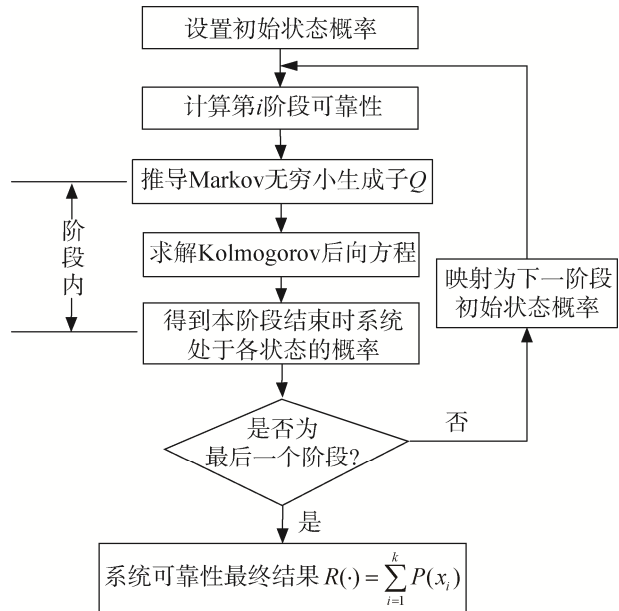 设置初始状态概率
计算第i阶段可靠性
推导Markov无穷小生成子Q
阶
段
内
求解Kolmogorov后向方程
得到本阶段结束时系统
处于各状态的概率
映射为下一阶段
初始状态概率
是否为
最后一个阶段?
否
是
系统可靠性最终结果 R(·) = ∑_{i=1}^{k} P(x_i)